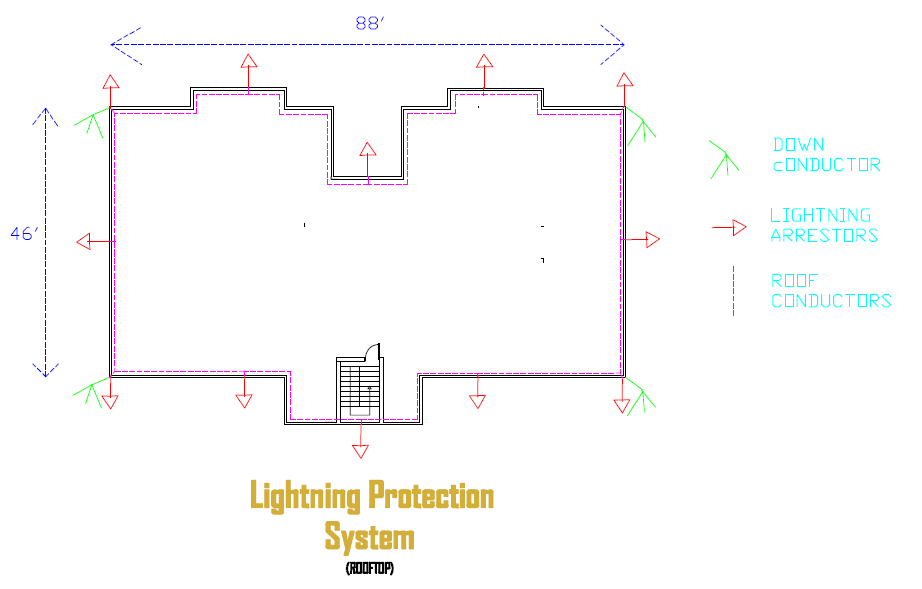 88'
46'
DOWN
cONDUCTOR
LIGHTNING
ARRESTORS
ROOF
CONDUCTORS
Lightning Protection
System
(ROOFTOP)